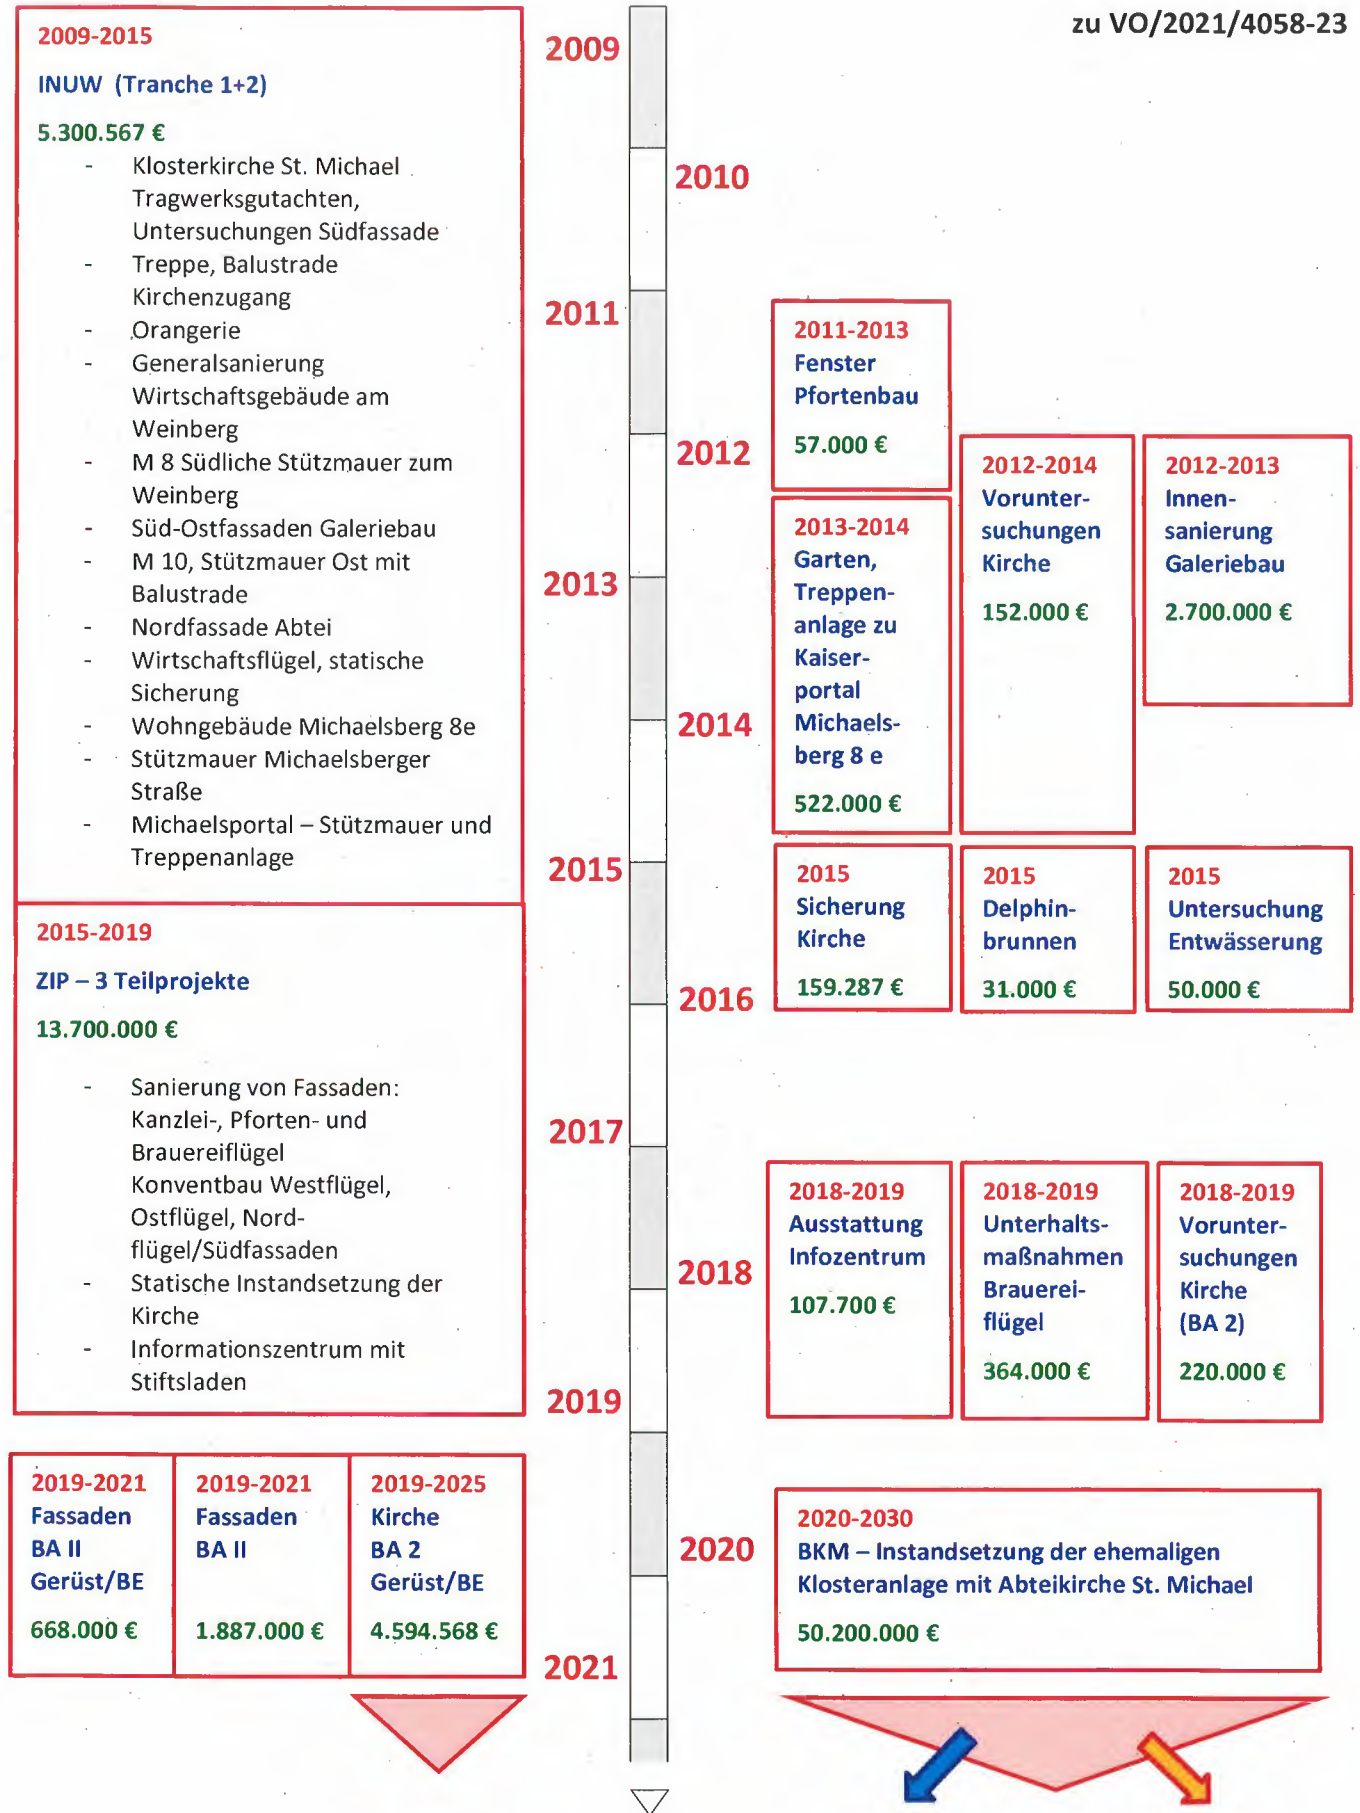 zu VO/2021/4058-23
2009-2015
INUW (Tranche 1+2)
5.300.567 €
- Klosterkirche St. Michael
Tragwerksgutachten,
Untersuchungen Südfassade
- Treppe, Balustrade
Kirchenzugang
- Orangerie
- Generalsanierung
Wirtschaftsgebäude am
Weinberg
- M 8 Südliche Stützmauer zum
Weinberg
- Süd-Ostfassaden Galeriebau
- M 10, Stützmauer Ost mit
Balustrade
- Nordfassade Abtei
- Wirtschaftsflügel, statische
Sicherung
- Wohngebäude Michaelsberg 8e
- Stützmauer Michaelsberger
Straße
- Michaelsportal – Stützmauer und
Treppenanlage
2015-2019
ZIP – 3 Teilprojekte
13.700.000 €
- Sanierung von Fassaden:
Kanzlei-, Pforten- und
Brauereiflügel
Konventbau Westflügel,
Ostflügel, Nord-
flügel/Südfassaden
- Statische Instandsetzung der
Kirche
- Informationszentrum mit
Stiftsladen
2019-2021
Fassaden
BA II
Gerüst/BE
668.000 €
2019-2021
Fassaden
BA II
1.887.000 €
2019-2025
Kirche
BA 2
Gerüst/BE
4.594.568 €
2009
2010
2011
2012
2013
2014
2015
2016
2017
2018
2019
2020
2021
2011-2013
Fenster
Pfortenbau
57.000 €
2012-2014
Vorunter-
suchungen
Kirche
152.000 €
2012-2013
Innen-
sanierung
Galeriebau
2.700.000 €
2013-2014
Garten,
Treppen-
anlage zu
Kaiser-
portal
Michaels-
berg 8 e
522.000 €
2015
Sicherung
Kirche
159.287 €
2015
Delphin-
brunnen
31.000 €
2015
Untersuchung
Entwässerung
50.000 €
2018-2019
Ausstattung
Infozentrum
107.700 €
2018-2019
Unterhalts-
maßnahmen
Brauerei-
flügel
364.000 €
2018-2019
Vorunter-
suchungen
Kirche
(BA 2)
220.000 €
2020-2030
BKM – Instandsetzung der ehemaligen
Klosteranlage mit Abteikirche St. Michael
50.200.000 €